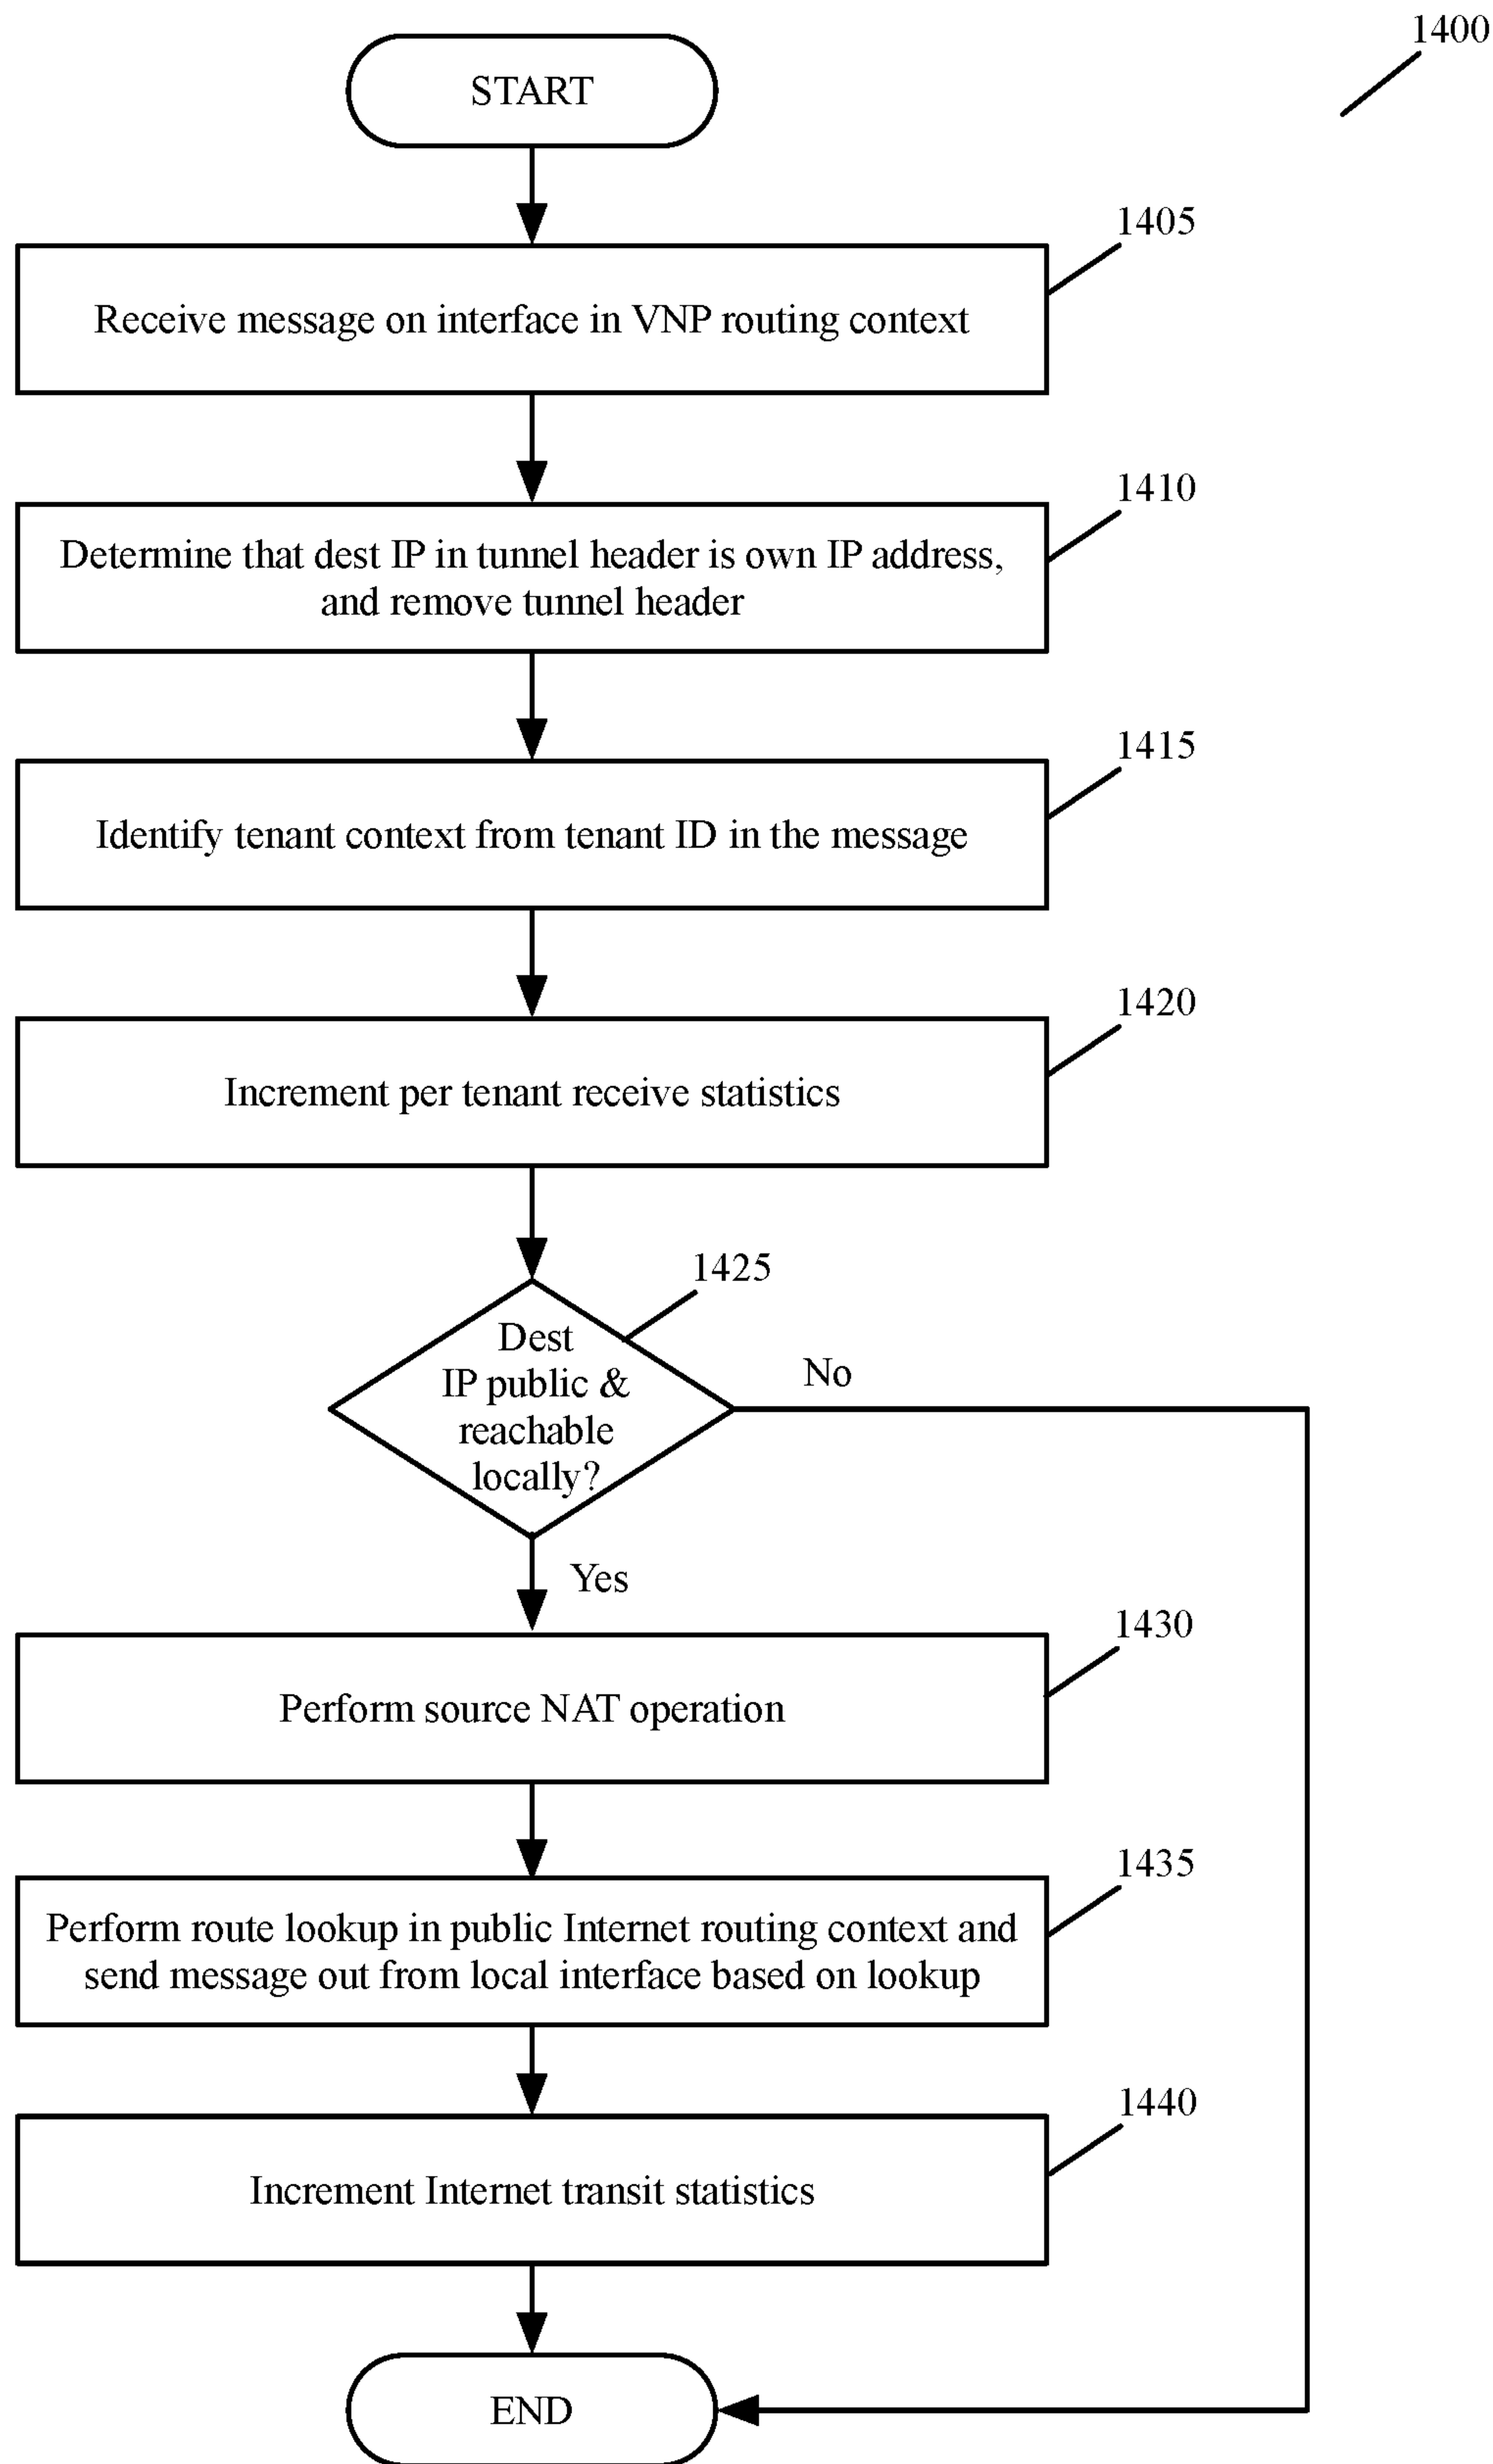 1400
START
1405
Receive message on interface in VNP routing context
1410
Determine that dest IP in tunnel header is own IP address,
and remove tunnel header
1415
Identify tenant context from tenant ID in the message
1420
Increment per tenant receive statistics
1425
Dest
IP public &
reachable
locally?
No
Yes
1430
Perform source NAT operation
1435
Perform route lookup in public Internet routing context and
send message out from local interface based on lookup
1440
Increment Internet transit statistics
END